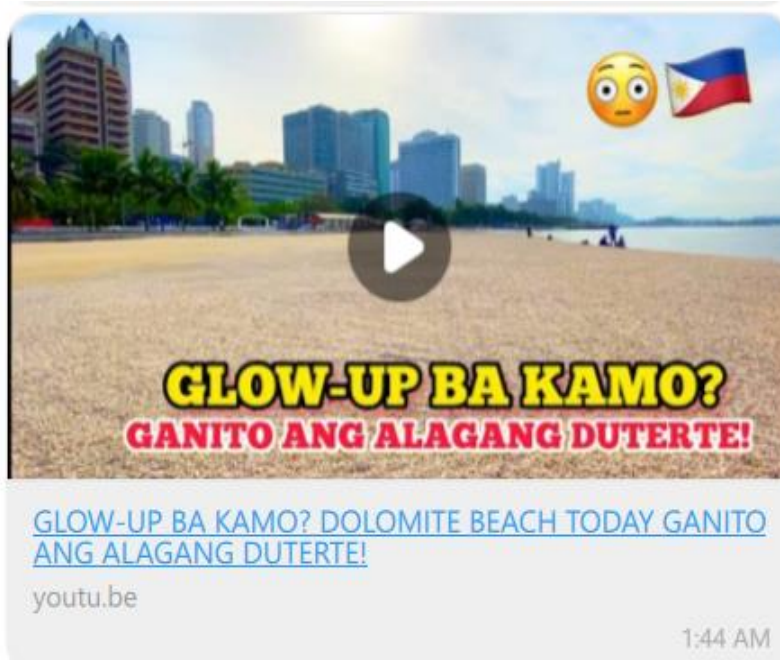 GLOW-UP BA KAMO?
GANITO ANG ALAGANG DUTERTE!
GLOW-UP BA KAMO? DOLOMITE BEACH TODAY GANITO
ANG ALAGANG DUTERTE!
youtu.be
1:44 AM